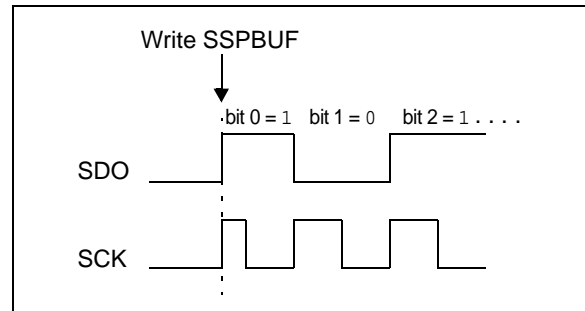 Write SSPBUF
bit 0 = 1 bit 1 = 0 bit 2 = 1 . . . .
SDO
SCK